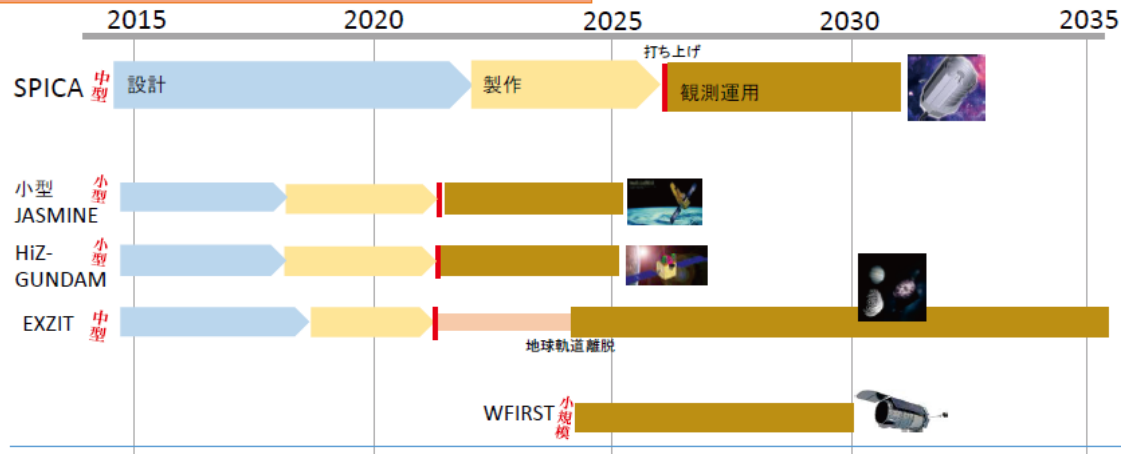 2015 2020 2025 2030 2035
打ち上げ
SPICA 中型 設計 製作 観測運用
小型
JASMINE
小型
HiZ-
GUNDAM
小型
EXZIT 中型
地球軌道離脱
WFIRST 小規模